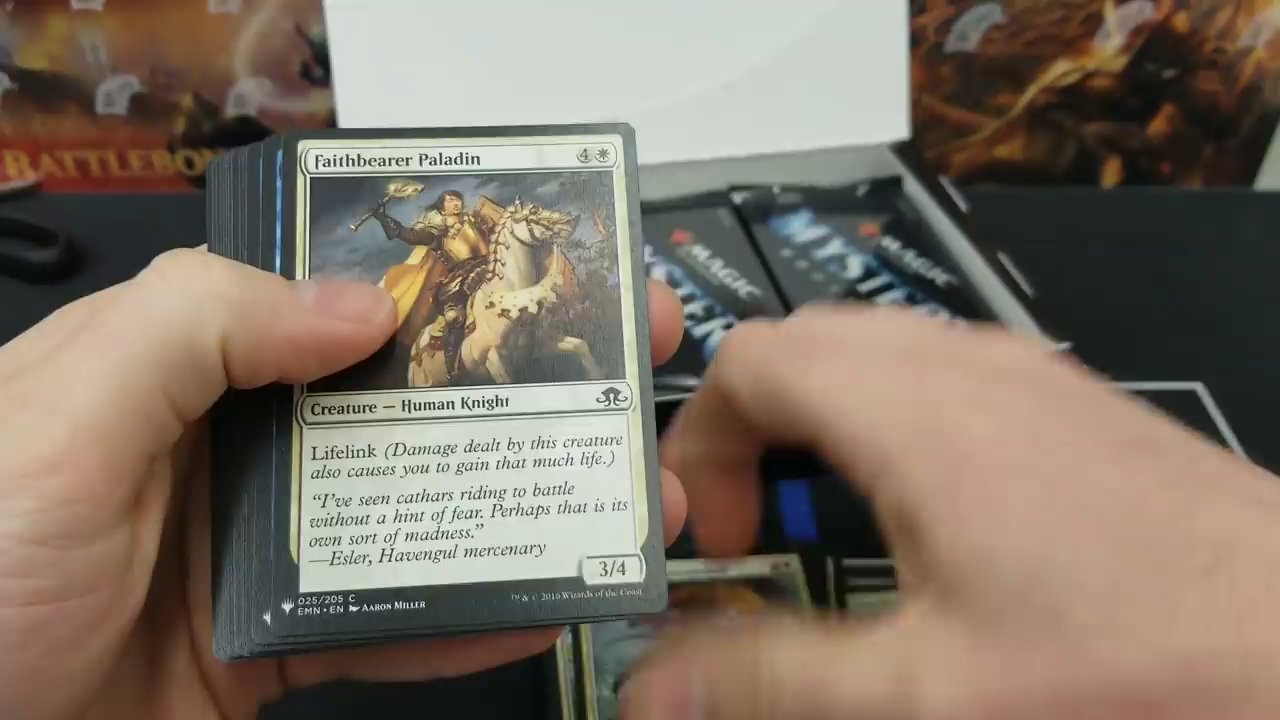 BATTLEBON
Faithbearer Paladin
4
Creature — Human Knight
Lifelink (Damage dealt by this creature
also causes you to gain that much life.)
“I've seen cathars riding to battle
without a hint of fear. Perhaps that is its
own sort of madness.”
—Esler, Havengul mercenary
3/4
025/205 C
EMN • EN AARON MILLER
™ & © 2016 Wizards of the Coast
MAGIC
MYSTER
MAGIC
MYSTER